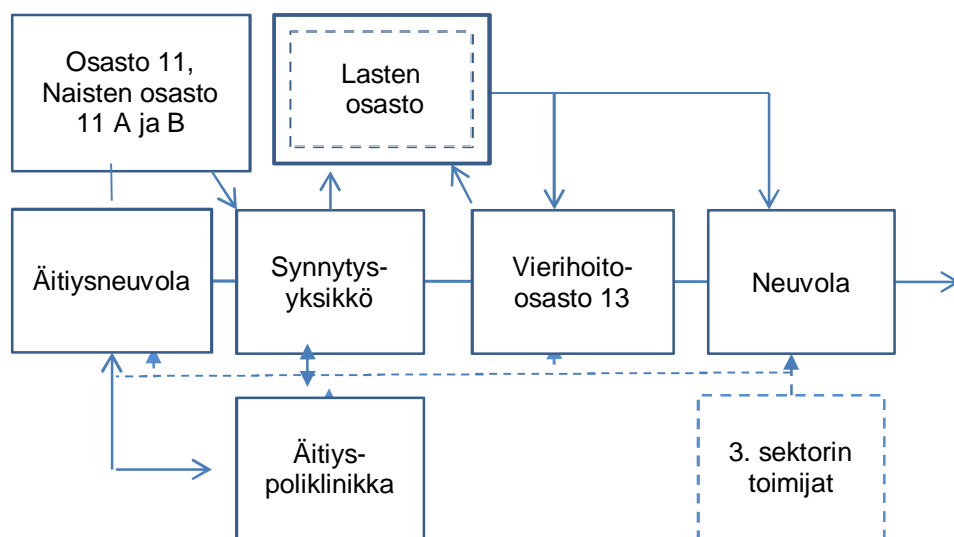 Osasto 11,
Naisten osasto
11 A ja B
Lasten
osasto
Äitiysneuvola
Synnytys-
yksikkö
Vierihoito-
osasto 13
Neuvola
Äitiys-
poliklinikka
3. sektorin
toimijat